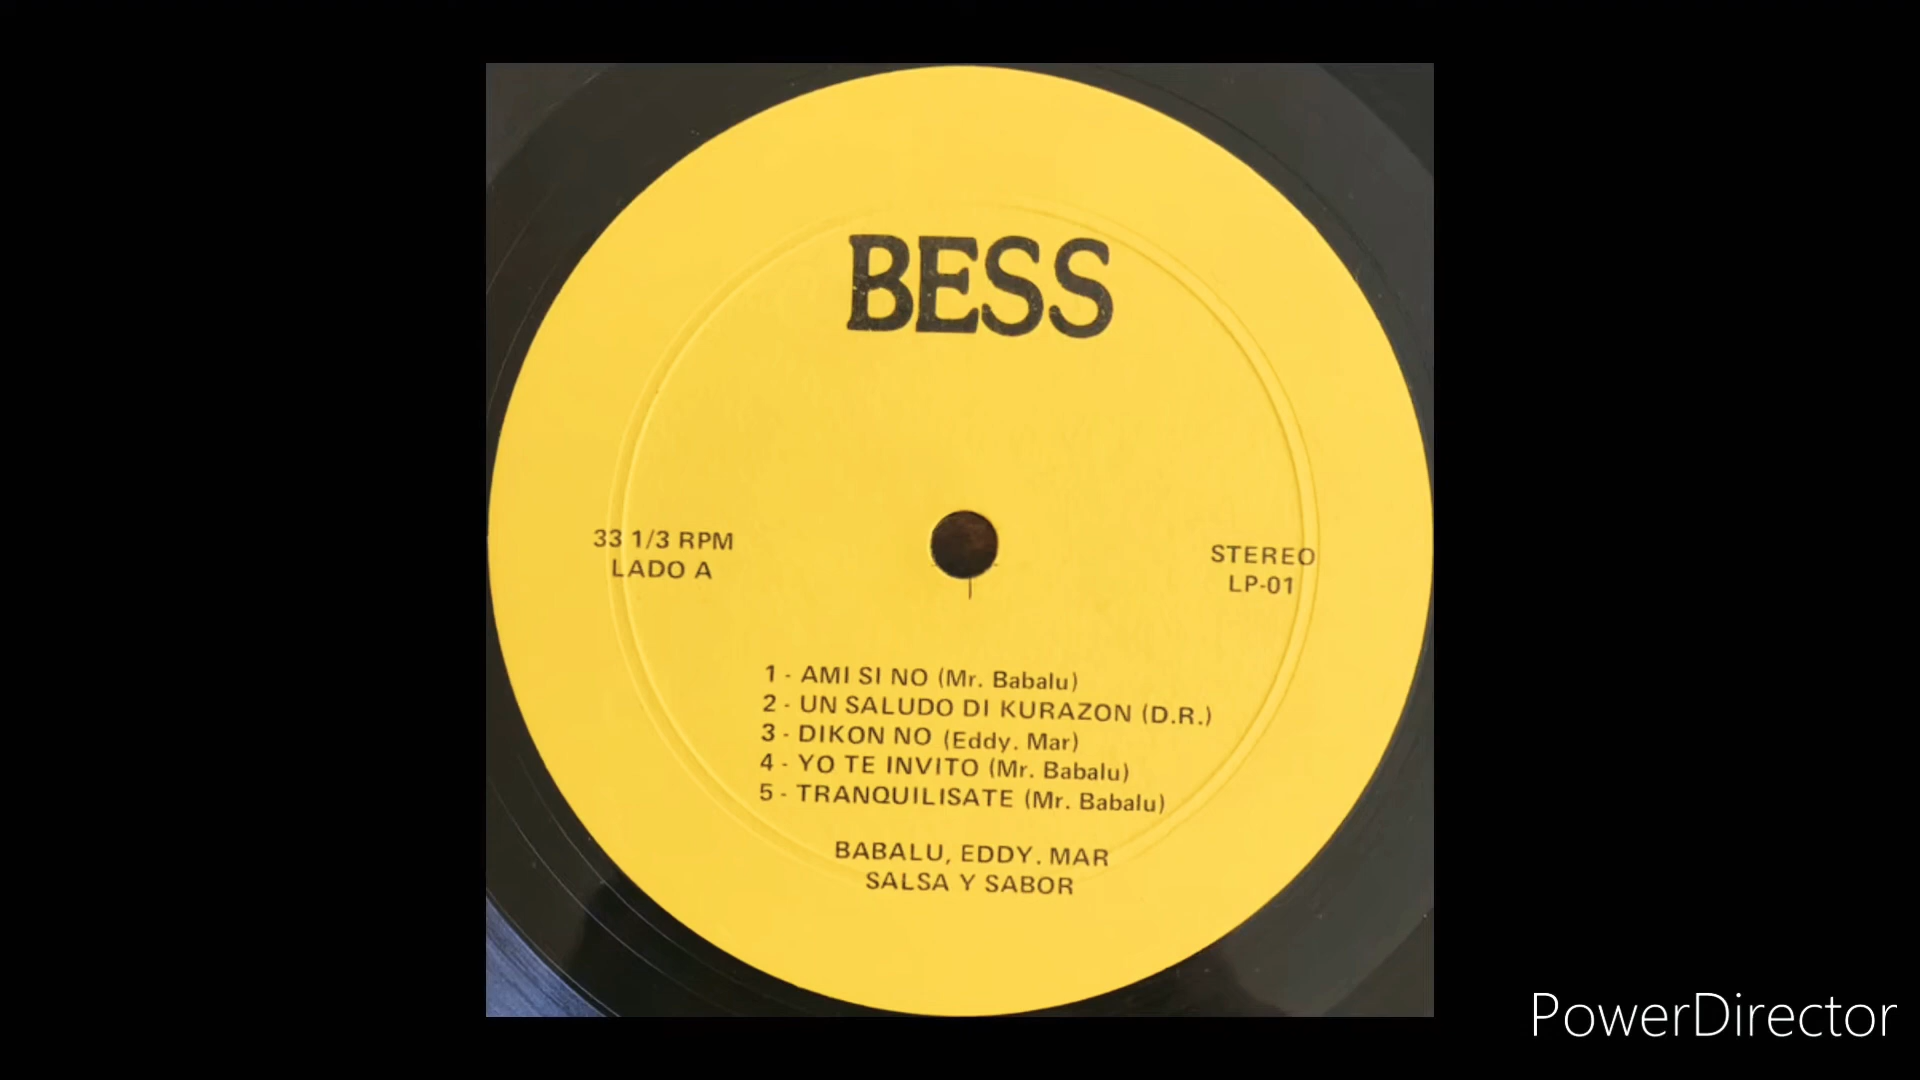 BESS
33 1/3 RPM
LADO A
STEREO
LP-01
1 - AMI SI NO (Mr. Babalu)
2 - UN SALUDO DI KURAZON (D.R.)
3 - DIKON NO (Eddy. Mar)
4 - YO TE INVITO (Mr. Babalu)
5 - TRANQUILISATE (Mr. Babalu)
BABALU, EDDY. MAR
SALSA Y SABOR
PowerDirector